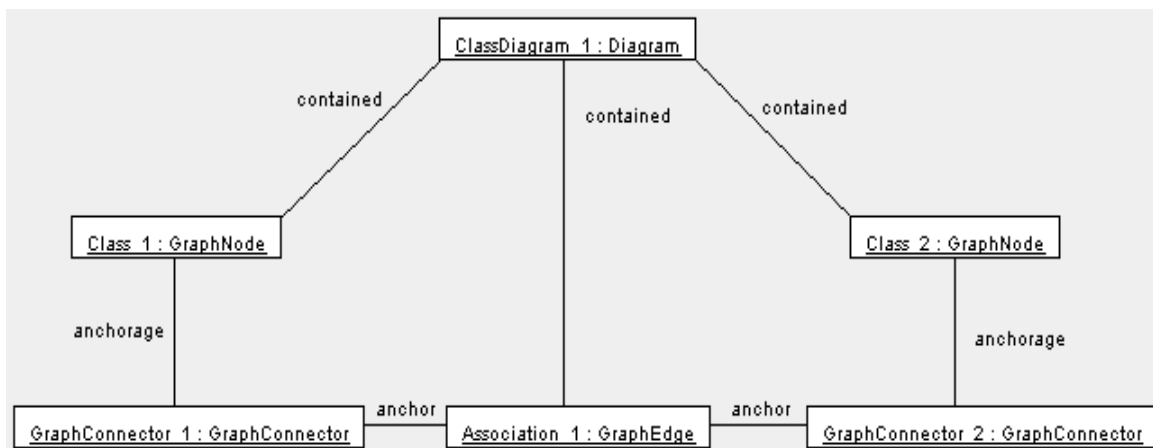 ClassDiagram_1 : Diagram
contained
contained
contained
Class_1 : GraphNode
Class_2 : GraphNode
anchorage
anchorage
GraphConnector_1 : GraphConnector
anchor
Association_1 : GraphEdge
anchor
GraphConnector_2 : GraphConnector